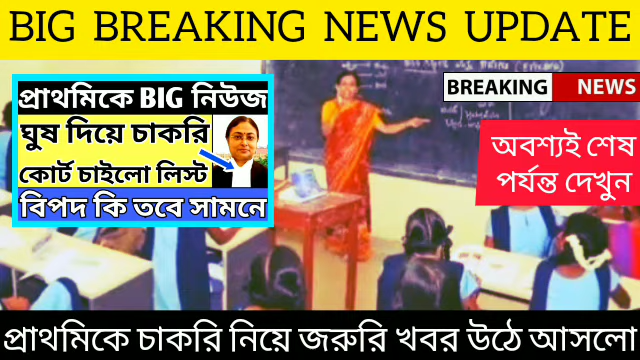 BIG BREAKING NEWS UPDATE
BREAKING NEWS
প্রাথমিকে BIG নিউজ
ঘুষ দিয়ে চাকরি
কোর্ট চাইলো লিস্ট
বিপদ কি তবে সামনে
অবশ্যই শেষ
পর্যন্ত দেখুন
প্রাথমিকে চাকরি নিয়ে জরুরি খবর উঠে আসলো